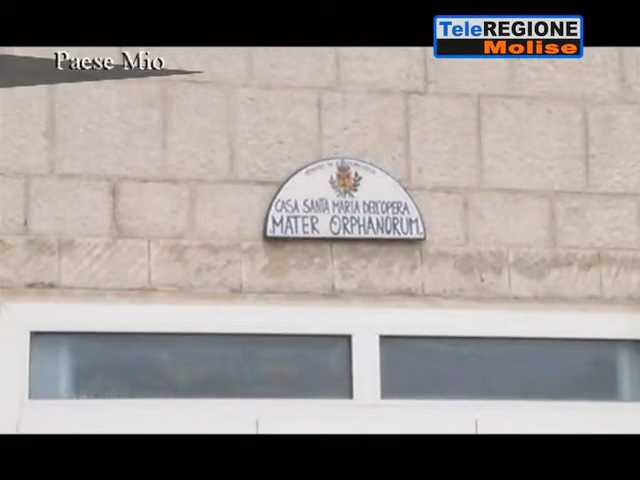 Paese Mio
TeleREGIONE
Molise
CASA SANTA MARIA DELL'OPERA
MATER ORPHANORUM